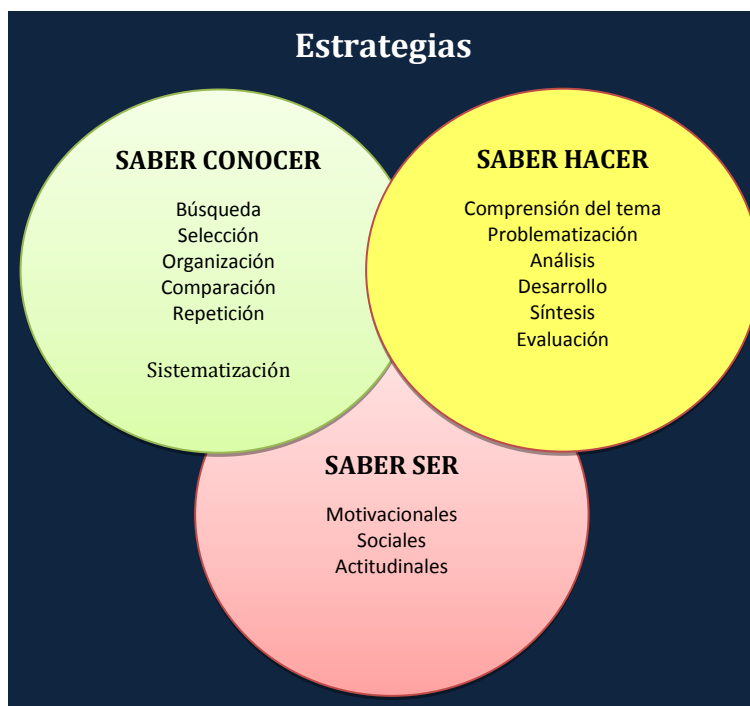 Estrategias
SABER CONOCER
Búsqueda
Selección
Organización
Comparación
Repetición
Sistematización
SABER HACER
Comprensión del tema
Problematización
Análisis
Desarrollo
Síntesis
Evaluación
SABER SER
Motivacionales
Sociales
Actitudinales